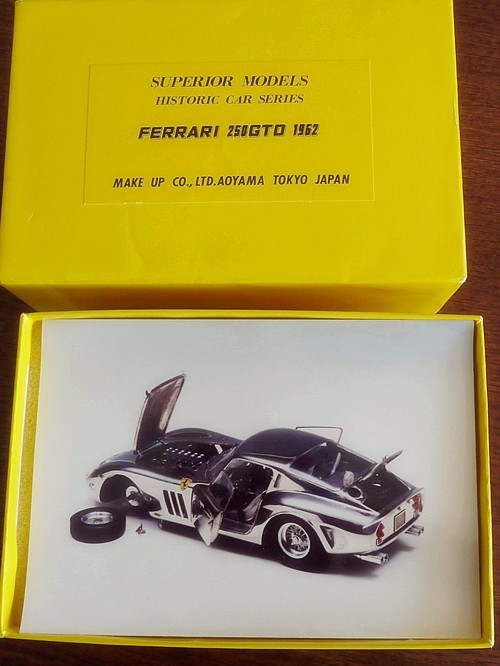 SUPERIOR MODELS
HISTORIC CAR SERIES
FERRARI 250GTO 1962
MAKE UP CO., LTD. AOYAMA TOKYO JAPAN